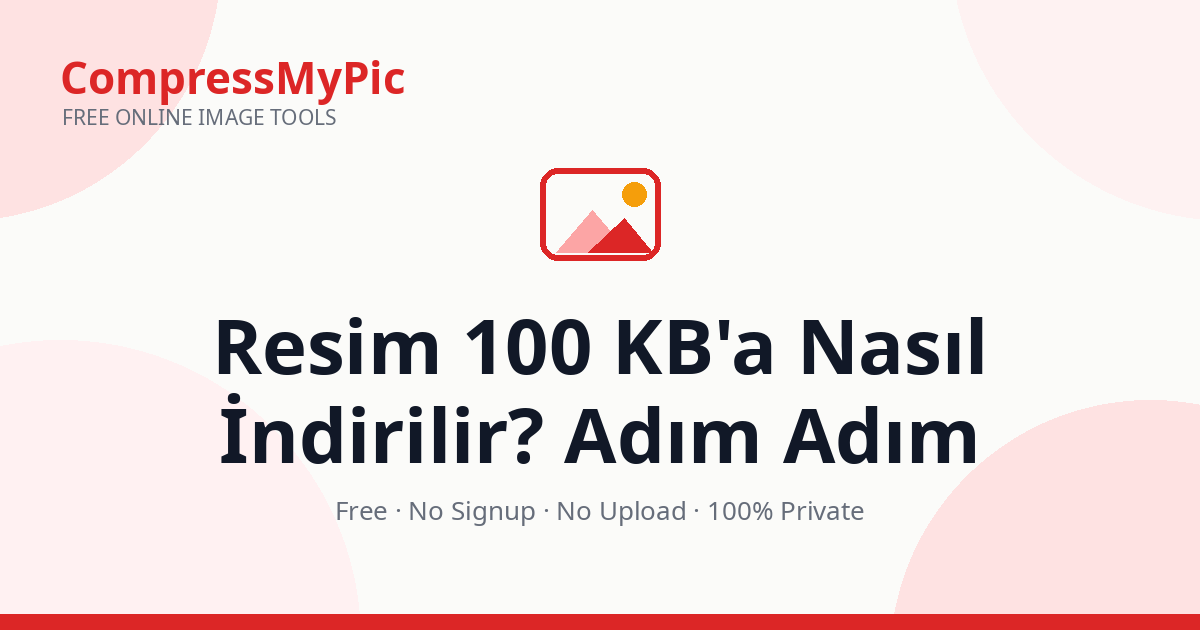 CompressMyPic
FREE ONLINE IMAGE TOOLS
Resim 100 KB'a Nasıl
İndirilir? Adım Adım
Free · No Signup · No Upload · 100% Private